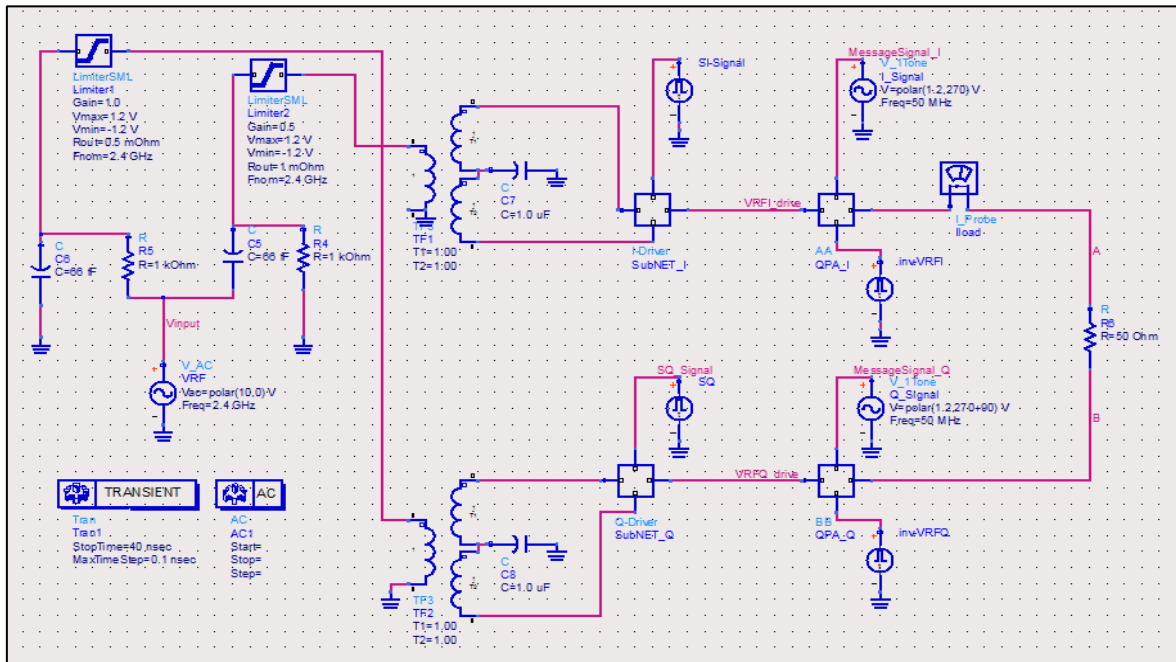 LimiterSML
Limiter1
Gain=1.0
Vmax=1.2 V
Vmin=-1.2 V
Rout=0.5 mOhm
Fnom=2.4 GHz
LimiterSML
Limiter2
Gain=0.5
Vmax=1.2 V
Vmin=-1.2 V
Rout=1 mOhm
Fnom=2.4 GHz
C
C6
C=66 fF
R
R5
R=1 kOhm
C
C5
C=66 fF
R
R4
R=1 kOhm
Vinput
V_AC
VRF
Vac=polar(10,0) V
Freq=2.4 GHz
TRANSIENT
Tran
Tran1
StopTime=40 nsec
MaxTimeStep=0.1 nsec
AC
AC
AC1
Start=
Stop=
Step=
TF1
T1=1.00
T2=1.00
C
C7
C=1.0 uF
SI-Signal
I-Driver
SubNET_I
VRFI_drive
MessageSignal_I
V_1Tone
I_Signal
V=polar(1.2,270) V
Freq=50 MHz
AA
QPA_I
inveVRFI
I_Probe
Iload
A
R
R6
R=50 Ohm
B
TF3
TF2
T1=1.00
T2=1.00
C
C8
C=1.0 uF
SQ_Signal
SQ
Q-Driver
SubNET_Q
VRFQ_drive
MessageSignal_Q
V_1Tone
Q_Signal
V=polar(1.2,270+90) V
Freq=50 MHz
BB
QPA_Q
inveVRFQ